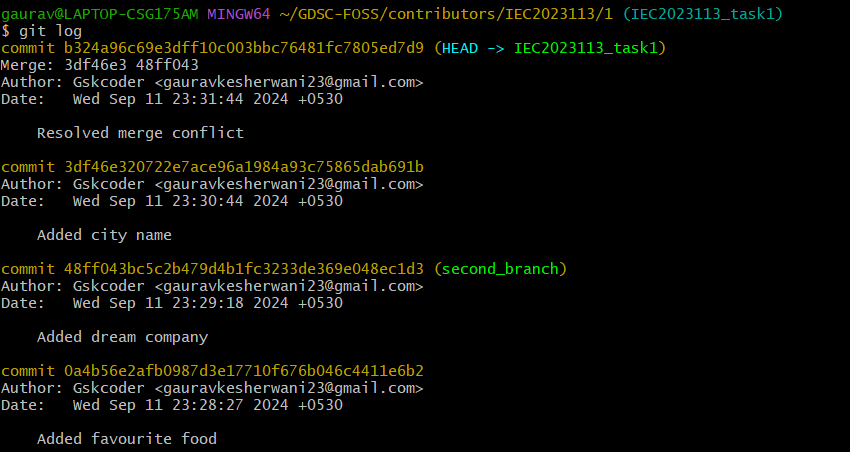 gaurav@LAPTOP-CSG175AM MINGW64 ~/GDSC-FOSS/contributors/IEC2023113/1 (IEC2023113_task1)
$ git log
commit b324a96c69e3dff10c003bbc76481fc7805ed7d9 (HEAD -> IEC2023113_task1)
Merge: 3df46e3 48ff043
Author: Gskcoder <gauravkesherwani23@gmail.com>
Date:   Wed Sep 11 23:31:44 2024 +0530
    Resolved merge conflict
commit 3df46e320722e7ace96a1984a93c75865dab691b
Author: Gskcoder <gauravkesherwani23@gmail.com>
Date:   Wed Sep 11 23:30:44 2024 +0530
    Added city name
commit 48ff043bc5c2b479d4b1fc3233de369e048ec1d3 (second_branch)
Author: Gskcoder <gauravkesherwani23@gmail.com>
Date:   Wed Sep 11 23:29:18 2024 +0530
    Added dream company
commit 0a4b56e2afb0987d3e17710f676b046c4411e6b2
Author: Gskcoder <gauravkesherwani23@gmail.com>
Date:   Wed Sep 11 23:28:27 2024 +0530
    Added favourite food